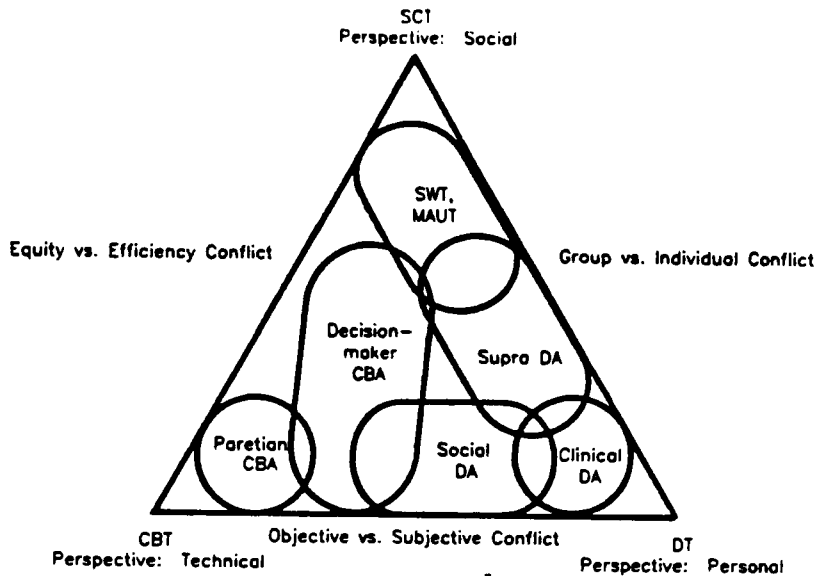 SCT
Perspective: Social
SWT,
MAUT
Equity vs. Efficiency Conflict
Group vs. Individual Conflict
Decision-
maker
CBA
Supra DA
Paretian
CBA
Social
DA
Clinical
DA
CBT
Perspective: Technical
Objective vs. Subjective Conflict
DT
Perspective: Personal